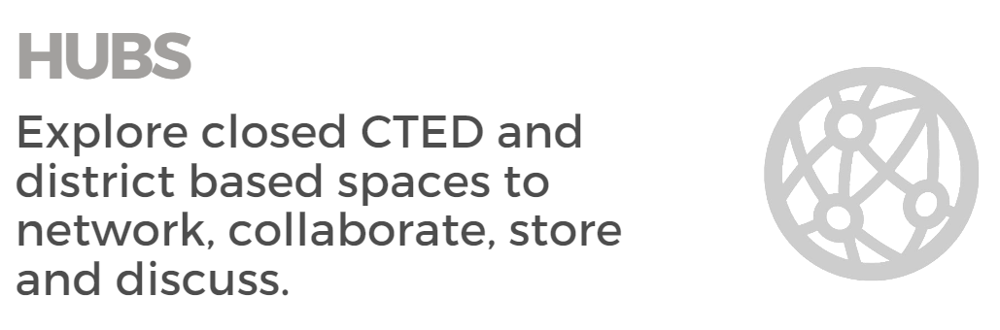 HUBS
Explore closed CTED and
district based spaces to
network, collaborate, store
and discuss.